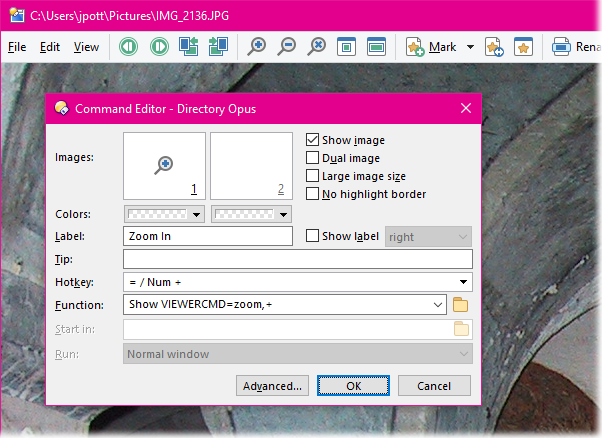 C:\Users\jpott\Pictures\IMG_2136.JPG
File Edit View Mark Rena
Command Editor - Directory Opus
Images: 1 2
Show image
Dual image
Large image size
No highlight border
Colors:
Label: Zoom In Show label right
Tip:
Hotkey: = / Num +
Function: Show VIEWERCMD=zoom,+
Start in:
Run: Normal window
Advanced... OK Cancel